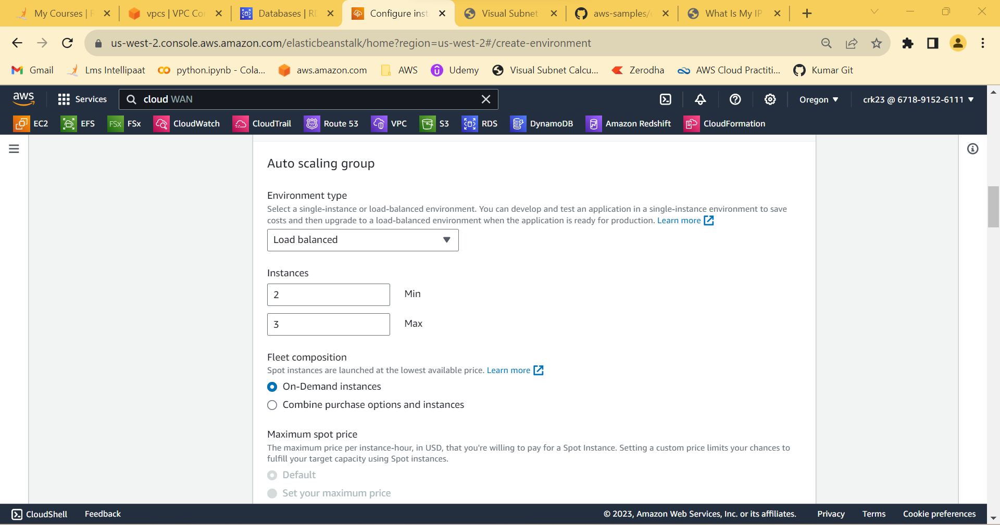 My Courses |
vpcs | VPC Co
Databases | R
Configure inst
Visual Subnet
aws-samples/
What Is My IP
us-west-2.console.aws.amazon.com/elasticbeanstalk/home?region=us-west-2#/create-environment
Gmail
Lms Intellipaat
python.ipynb - Cola...
aws.amazon.com
AWS
Udemy
Visual Subnet Calcu...
Zerodha
AWS Cloud Practiti...
Kumar Git
aws
Services
cloud WAN
Oregon
crk23 @ 6718-9152-6111
EC2
EFS
FSx FSx
CloudWatch
CloudTrail
53 Route 53
VPC
S3
RDS
DynamoDB
Amazon Redshift
CloudFormation
Auto scaling group
Environment type
Select a single-instance or load-balanced environment. You can develop and test an application in a single-instance environment to save
costs and then upgrade to a load-balanced environment when the application is ready for production. Learn more
Load balanced
Instances
2 Min
3 Max
Fleet composition
Spot instances are launched at the lowest available price. Learn more
On-Demand instances
Combine purchase options and instances
Maximum spot price
The maximum price per instance-hour, in USD, that you're willing to pay for a Spot Instance. Setting a custom price limits your chances to
fulfill your target capacity using Spot instances.
Default
Set your maximum price
CloudShell
Feedback
© 2023, Amazon Web Services, Inc. or its affiliates.
Privacy
Terms
Cookie preferences